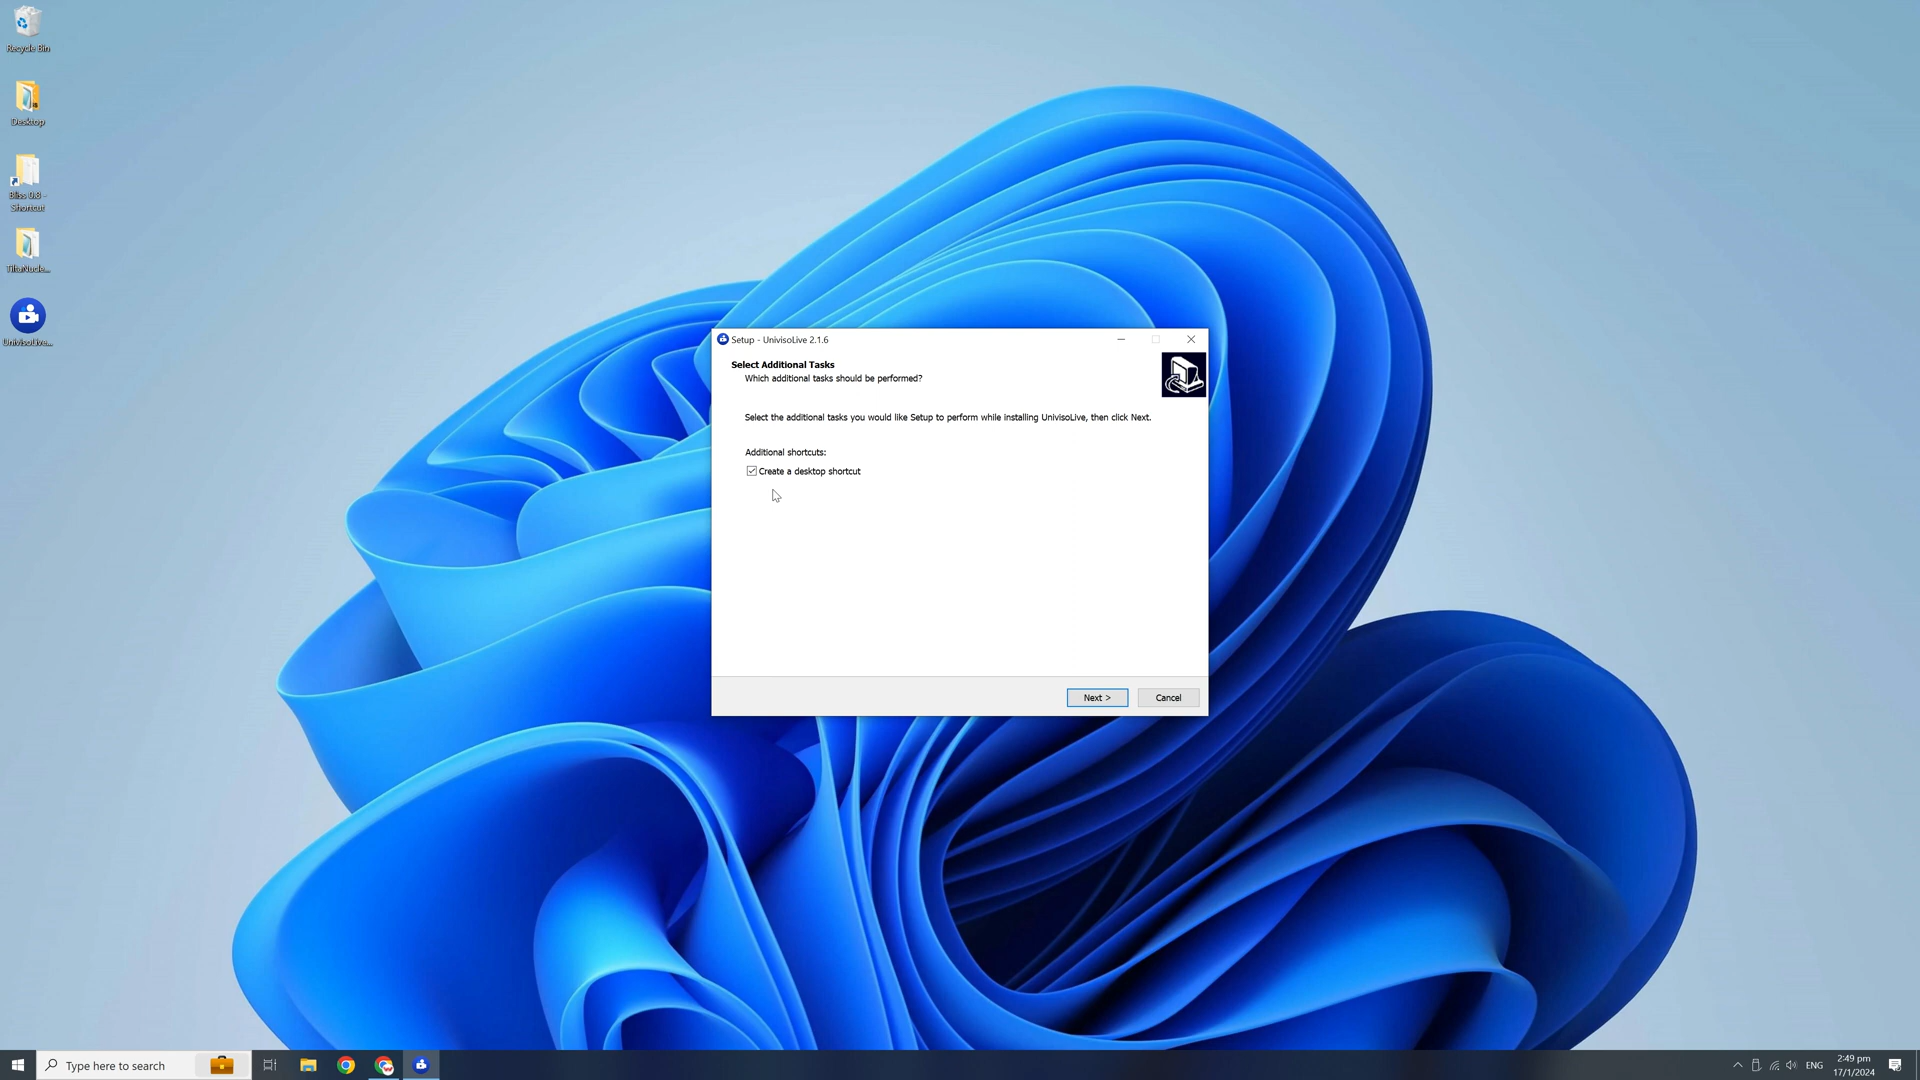 Recycle Bin
Desktop
Bliss 0.8 -
Shortcut
UnivisoLive...
Setup - UnivisoLive 2.1.6
Select Additional Tasks
Which additional tasks should be performed?
Select the additional tasks you would like Setup to perform while installing UnivisoLive, then click Next.
Additional shortcuts:
Create a desktop shortcut
Next >
Cancel
Type here to search
ENG
2:49 pm
17/1/2024